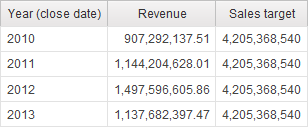 Year (close date) Revenue Sales target
2010 907,292,137.51 4,205,368,540
2011 1,144,204,628.01 4,205,368,540
2012 1,497,596,605.86 4,205,368,540
2013 1,137,682,397.47 4,205,368,540